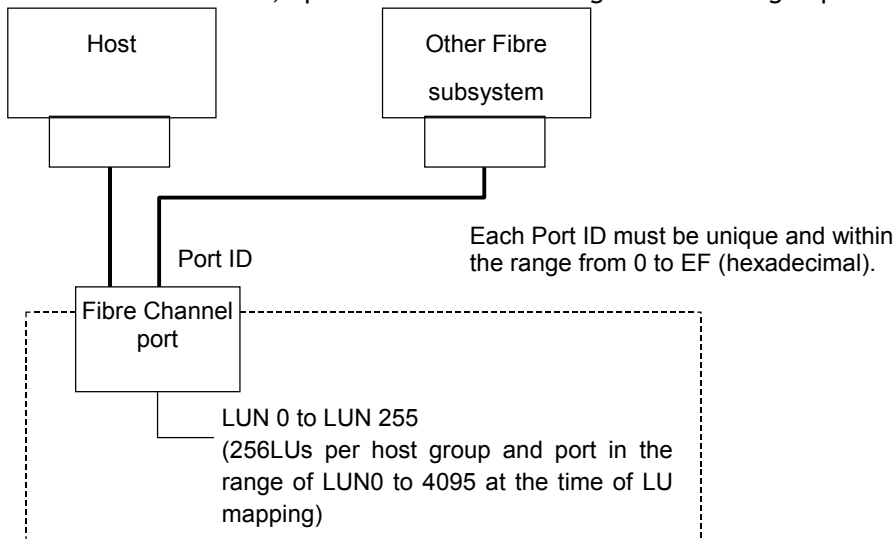 Host
Other Fibre
subsystem
Each Port ID must be unique and within
the range from 0 to EF (hexadecimal).
Port ID
Fibre Channel
port
LUN 0 to LUN 255
(256LUs per host group and port in the
range of LUN0 to 4095 at the time of LU
mapping)